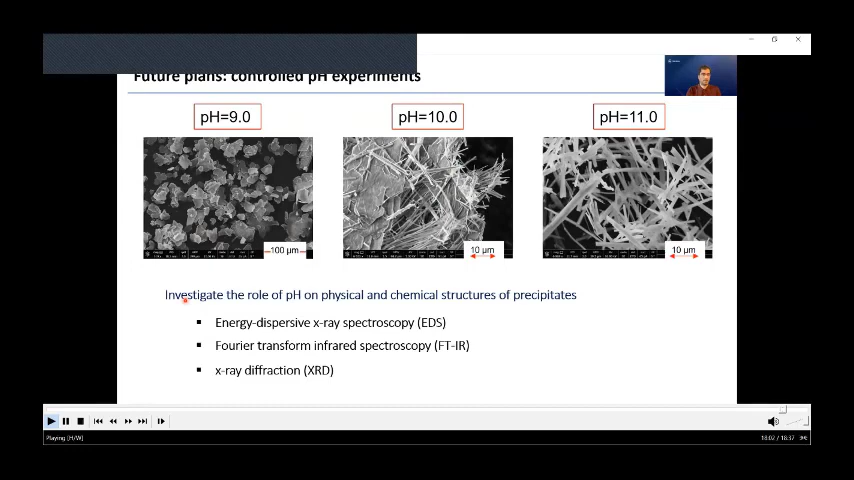 Future plans: controlled pH experiments
pH=9.0
pH=10.0
pH=11.0
100 μm
10 μm
10 μm
Investigate the role of pH on physical and chemical structures of precipitates
▪ Energy-dispersive x-ray spectroscopy (EDS)
▪ Fourier transform infrared spectroscopy (FT-IR)
▪ x-ray diffraction (XRD)
Playing [H/W]
18:02 / 18:37